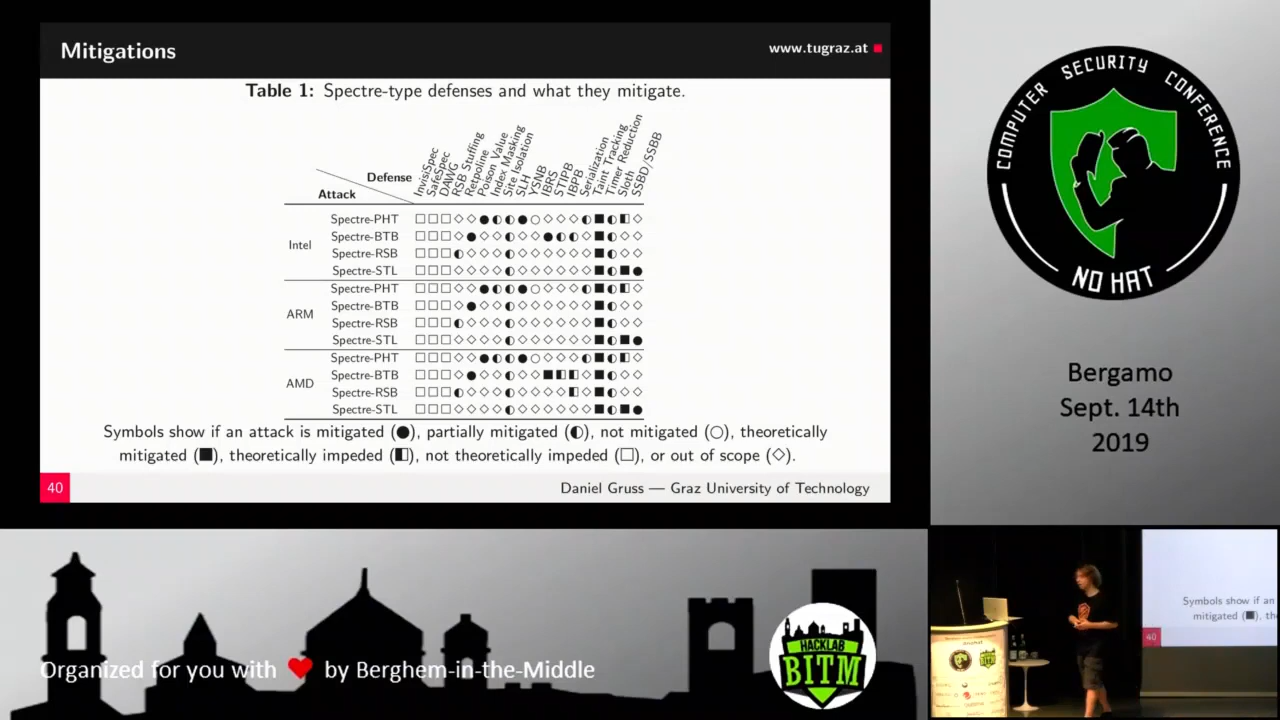 Mitigations
www.tugraz.at
Table 1: Spectre-type defenses and what they mitigate.
Defense
Attack
InvisiSpec
SafeSpec
DAWG
RSB Stuffing
Retpoline
Poison Value
Index Masking
Site Isolation
SLH
YSNB
IBRS
STIPB
IBPB
Serialization
Taint Tracking
Timer Reduction
Sloth
SSBD/SSBB
Intel
Spectre-PHT □ □ □ ◇ ◇ ● ◐ ◐ ● ○ ◇ ◇ ◇ ◐ ■ ◐ ◧ ◇
Spectre-BTB □ □ □ ◇ ● ◇ ◇ ◐ ◇ ◇ ● ◐ ◐ ◇ ■ ◐ ◇ ◇
Spectre-RSB □ □ □ ◐ ◇ ◇ ◇ ◐ ◇ ◇ ◇ ◇ ◇ ◇ ■ ◐ ◇ ◇
Spectre-STL □ □ □ ◇ ◇ ◇ ◇ ◐ ◇ ◇ ◇ ◇ ◇ ◇ ■ ◐ ■ ●
ARM
Spectre-PHT □ □ □ ◇ ◇ ● ◐ ◐ ● ○ ◇ ◇ ◇ ◐ ■ ◐ ◧ ◇
Spectre-BTB □ □ □ ◇ ● ◇ ◇ ◐ ◇ ◇ ◇ ◇ ◇ ◇ ■ ◐ ◇ ◇
Spectre-RSB □ □ □ ◐ ◇ ◇ ◇ ◐ ◇ ◇ ◇ ◇ ◇ ◇ ■ ◐ ◇ ◇
Spectre-STL □ □ □ ◇ ◇ ◇ ◇ ◐ ◇ ◇ ◇ ◇ ◇ ◇ ■ ◐ ■ ●
AMD
Spectre-PHT □ □ □ ◇ ◇ ● ◐ ◐ ● ○ ◇ ◇ ◇ ◐ ■ ◐ ◧ ◇
Spectre-BTB □ □ □ ◇ ● ◇ ◇ ◐ ◇ ◇ ■ ◧ ◧ ◇ ■ ◐ ◇ ◇
Spectre-RSB □ □ □ ◐ ◇ ◇ ◇ ◐ ◇ ◇ ◇ ◇ ◧ ◇ ■ ◐ ◇ ◇
Spectre-STL □ □ □ ◇ ◇ ◇ ◇ ◐ ◇ ◇ ◇ ◇ ◇ ◇ ■ ◐ ■ ●
Symbols show if an attack is mitigated (●), partially mitigated (◐), not mitigated (○), theoretically
mitigated (■), theoretically impeded (◧), not theoretically impeded (□), or out of scope (◇).
40
Daniel Gruss — Graz University of Technology
COMPUTER SECURITY CONFERENCE
NO HAT
Bergamo
Sept. 14th
2019
Organized for you with ❤ by Berghem-in-the-Middle
HACKLAB
BITM
Symbols show if an
mitigated (■), th
40